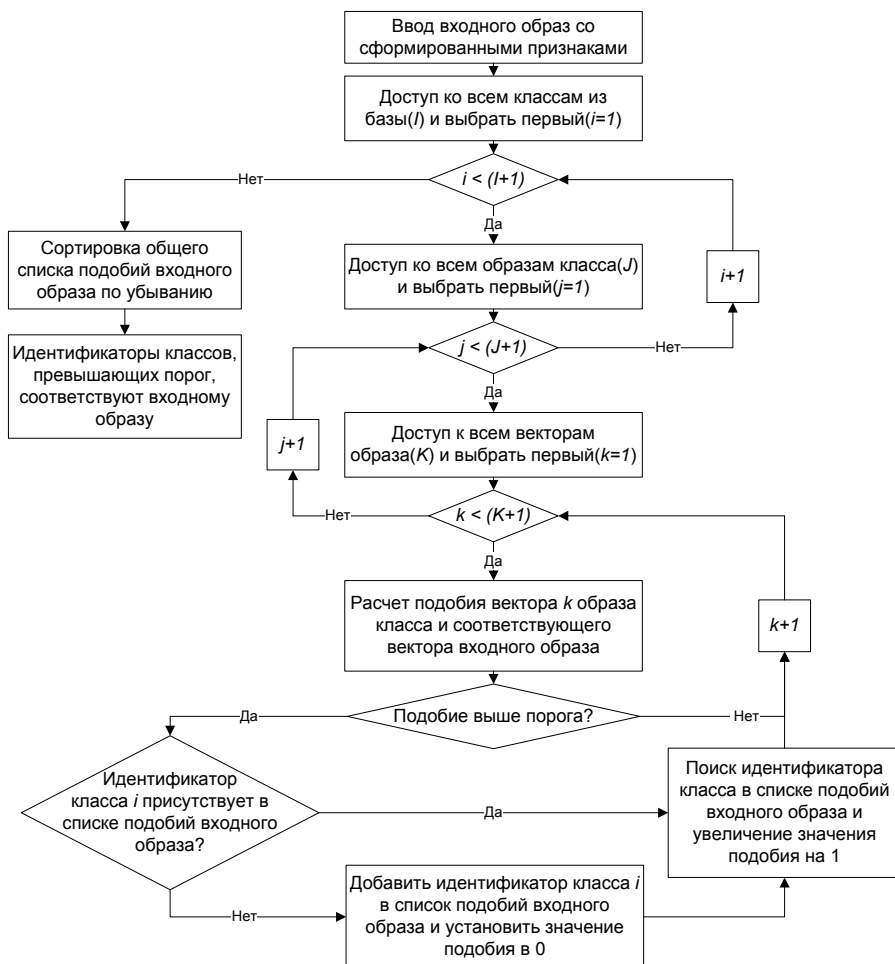 Ввод входного образ со
сформированными признаками
Доступ ко всем классам из
базы(I) и выбрать первый(i=1)
i < (I+1)
Нет
Да
Сортировка общего
списка подобий входного
образа по убыванию
Доступ ко всем образам класса(J)
и выбрать первый(j=1)
i+1
Идентификаторы классов,
превышающих порог,
соответствуют входному
образу
j < (J+1)
Нет
Да
j+1
Доступ к всем векторам
образа(K) и выбрать первый(k=1)
k < (K+1)
Нет
Да
Расчет подобия вектора k образа
класса и соответствующего
вектора входного образа
k+1
Подобие выше порога?
Да
Нет
Идентификатор
класса i присутствует в
списке подобий входного
образа?
Да
Поиск идентификатора
класса в списке подобий
входного образа и
увеличение значения
подобия на 1
Нет
Добавить идентификатор класса i
в список подобий входного
образа и установить значение
подобия в 0